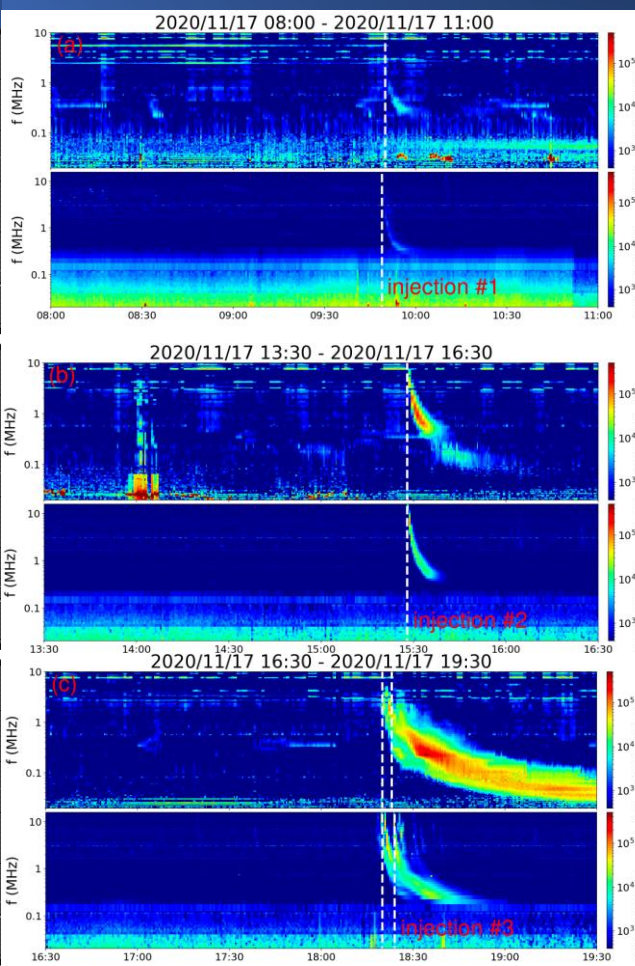 2020/11/17 08:00 - 2020/11/17 11:00
(a)
f (MHz)
10
1
0.1
10⁵
10⁴
10³
f (MHz)
10
1
0.1
10⁵
10⁴
10³
injection #1
08:00 08:30 09:00 09:30 10:00 10:30 11:00
2020/11/17 13:30 - 2020/11/17 16:30
(b)
f (MHz)
10
1
0.1
10⁵
10⁴
10³
f (MHz)
10
1
0.1
10⁵
10⁴
10³
injection #2
13:30 14:00 14:30 15:00 15:30 16:00 16:30
2020/11/17 16:30 - 2020/11/17 19:30
(c)
f (MHz)
10
1
0.1
10⁵
10⁴
10³
f (MHz)
10
1
0.1
10⁵
10⁴
10³
injection #3
16:30 17:00 17:30 18:00 18:30 19:00 19:30